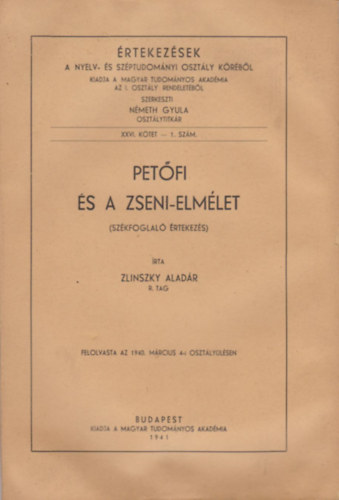 ÉRTEKEZÉSEK
A NYELV- ÉS SZÉPTUDOMÁNYI OSZTÁLY KÖRÉBŐL
KIADJA A MAGYAR TUDOMÁNYOS AKADÉMIA
AZ I. OSZTÁLY RENDELETÉBŐL
SZERKESZTI
NÉMETH GYULA
OSZTÁLYTITKÁR
XXVI. KÖTET — 1. SZÁM.
PETŐFI
ÉS A ZSENI-ELMÉLET
(SZÉKFOGLALÓ ÉRTEKEZÉS)
IRTA
ZLINSZKY ALADÁR
R. TAG
FELOLVASTA AZ 1940. MÁRCIUS 4-I OSZTÁLYÜLÉSEN
BUDAPEST
KIADJA A MAGYAR TUDOMÁNYOS AKADÉMIA
1941